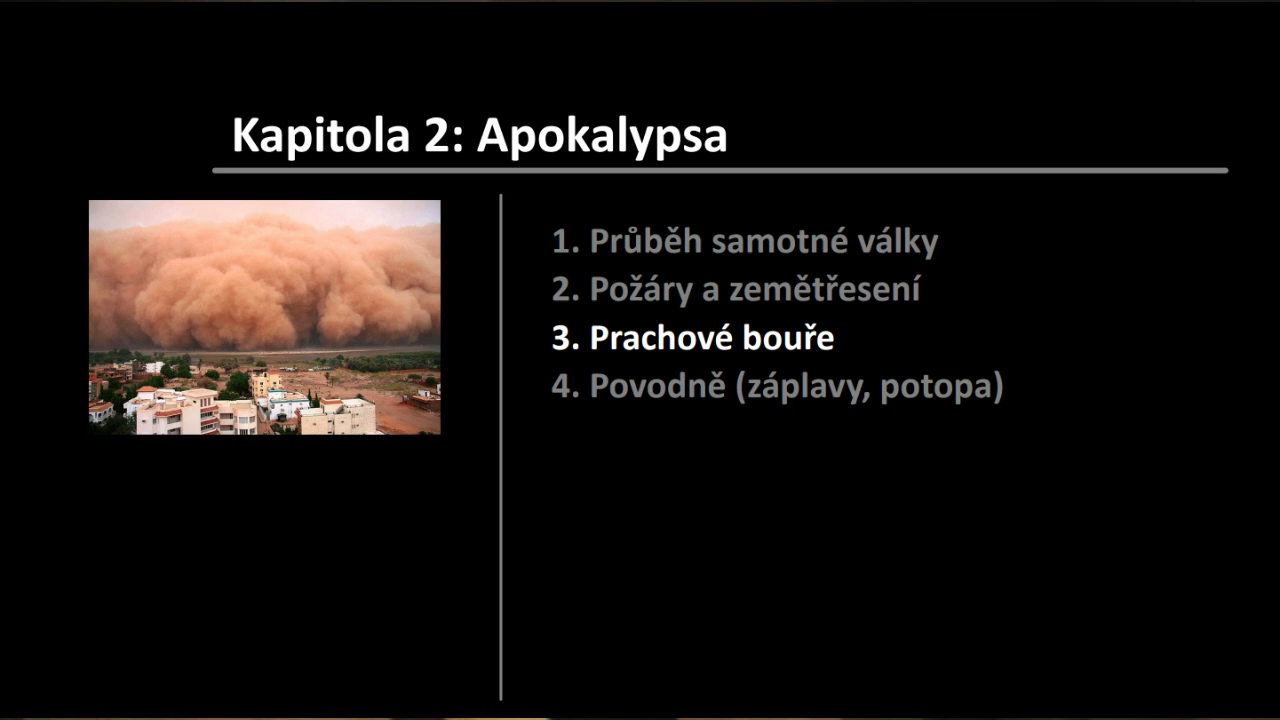 Kapitola 2: Apokalypsa
1. Průběh samotné války
2. Požáry a zemětřesení
3. Prachové bouře
4. Povodně (záplavy, potopa)